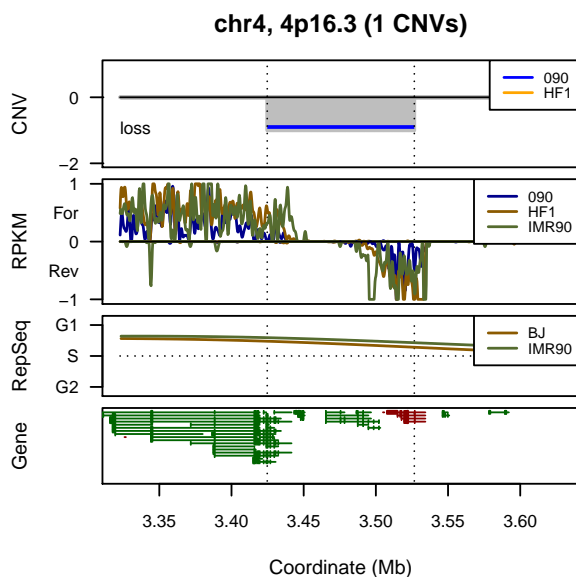 chr4, 4p16.3 (1 CNVs)
CNV
0
−2
loss
090
HF1
RPKM
1
For
0
Rev
−1
090
HF1
IMR90
RepSeq
G1
S
G2
BJ
IMR90
Gene
3.35 3.40 3.45 3.50 3.55 3.60
Coordinate (Mb)